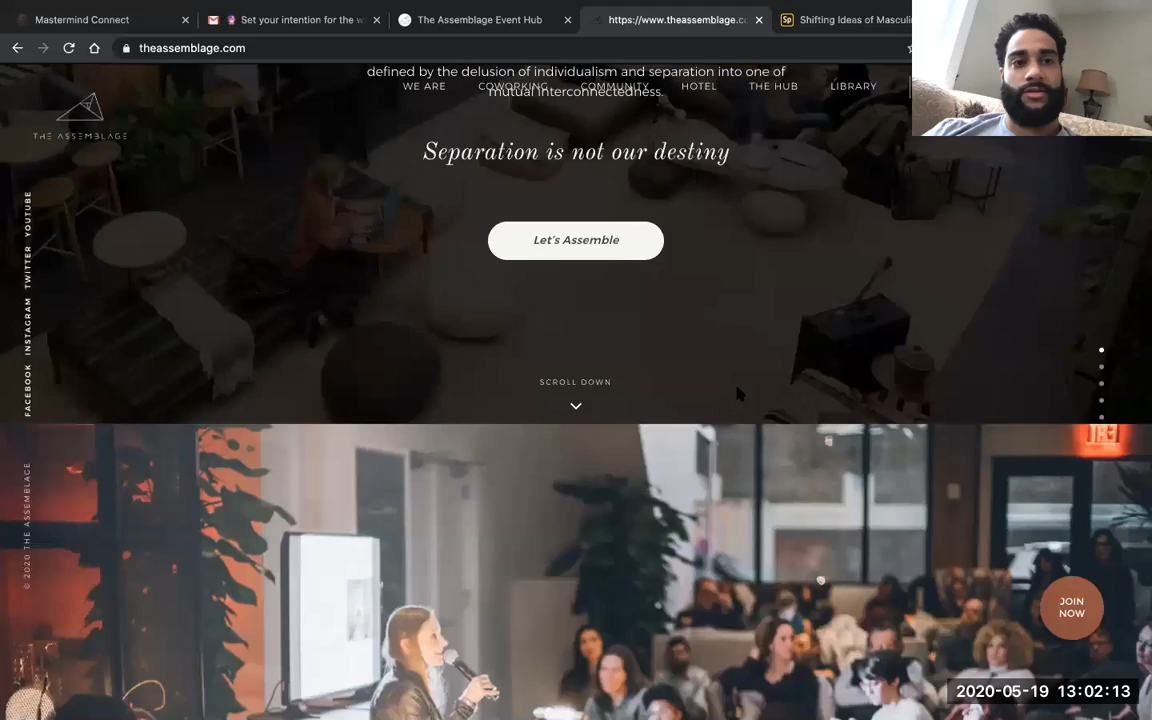 Mastermind Connect
Set your intention for the w
The Assemblage Event Hub
https://www.theassemblage.co
Sp
Shifting Ideas of Masculi
theassemblage.com
defined by the delusion of individualism and separation into one of
mutual interconnectedness.
WE ARE
COWORKING
COMMUNITY
HOTEL
THE HUB
LIBRARY
THE ASSEMBLAGE
Separation is not our destiny
Let's Assemble
SCROLL DOWN
FACEBOOK INSTAGRAM TWITTER YOUTUBE
© 2020 THE ASSEMBLAGE
JOIN
NOW
2020-05-19 13:02:13